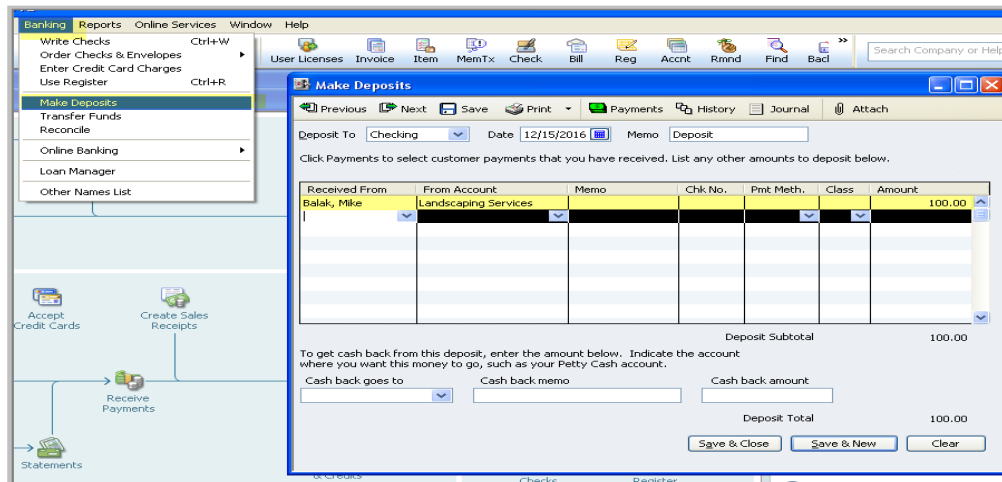 Banking Reports Online Services Window Help
Write Checks Ctrl+W
Order Checks & Envelopes
Enter Credit Card Charges
Use Register Ctrl+R
Make Deposits
Transfer Funds
Reconcile
Online Banking
Loan Manager
Other Names List
User Licenses Invoice Item MemTx Check Bill Reg Accnt Rmnd Find Bacl »
Search Company or Help
Make Deposits
Previous Next Save Print Payments History Journal Attach
Deposit To Checking Date 12/15/2016 Memo Deposit
Click Payments to select customer payments that you have received. List any other amounts to deposit below.
Received From From Account Memo Chk No. Pmt Meth. Class Amount
Balak, Mike Landscaping Services 100.00
Deposit Subtotal 100.00
To get cash back from this deposit, enter the amount below. Indicate the account
where you want this money to go, such as your Petty Cash account.
Cash back goes to Cash back memo Cash back amount
Deposit Total 100.00
Save & Close Save & New Clear
Accept
Credit Cards
Create Sales
Receipts
Receive
Payments
Statements
& Credits
Checks
Register